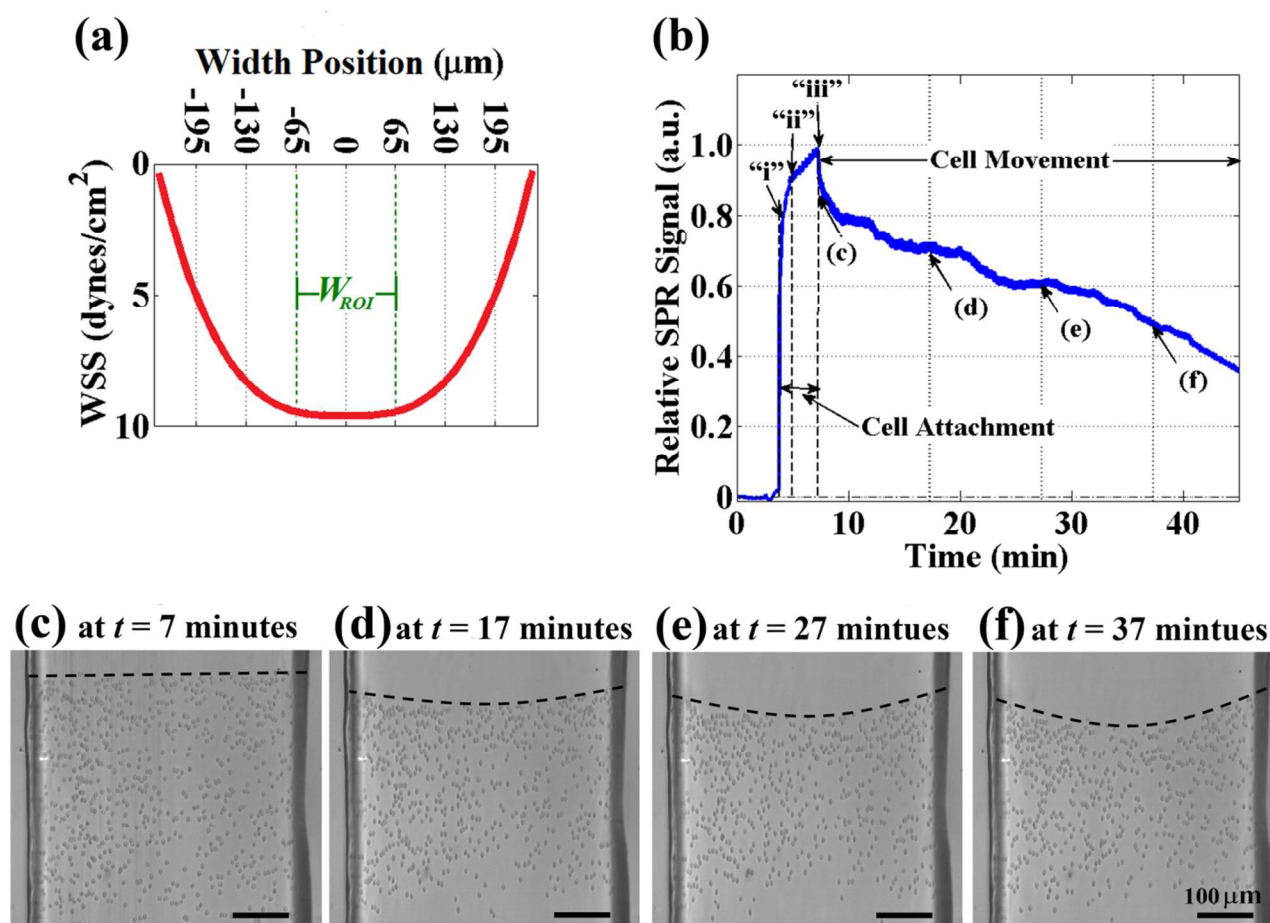 (a)
Width Position (μm)
-195 -130 -65 0 65 130 195
0
5
10
WSS (dynes/cm²)
W_ROI
(b)
Relative SPR Signal (a.u.)
1.0
0.8
0.6
0.4
0.2
0
"i"
"ii"
"iii"
Cell Movement
(c)
(d)
(e)
(f)
Cell Attachment
0 10 20 30 40
Time (min)
(c) at t = 7 minutes
(d) at t = 17 minutes
(e) at t = 27 mintues
(f) at t = 37 mintues
100 μm